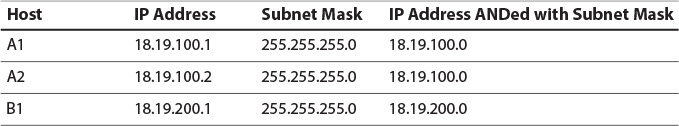 Host IP Address Subnet Mask IP Address ANDed with Subnet Mask
A1 18.19.100.1 255.255.255.0 18.19.100.0
A2 18.19.100.2 255.255.255.0 18.19.100.0
B1 18.19.200.1 255.255.255.0 18.19.200.0